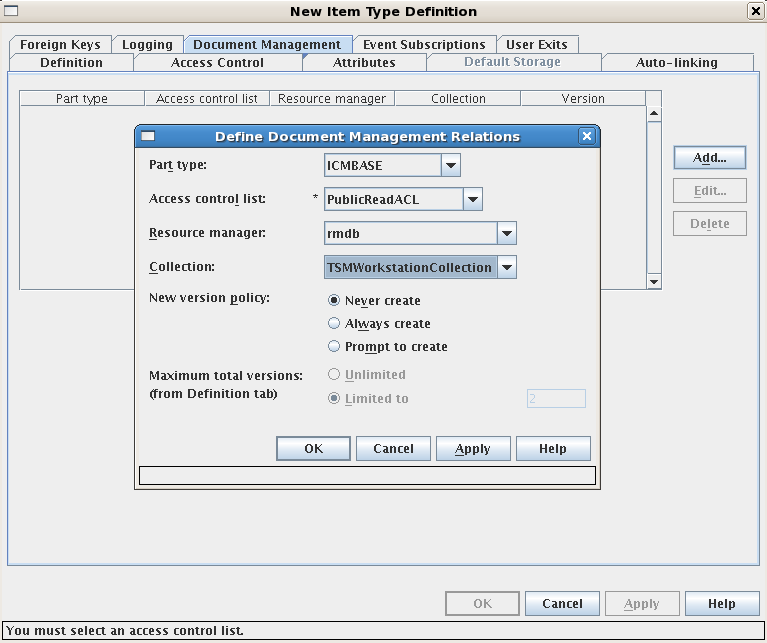 New Item Type Definition
Foreign Keys Logging Document Management Event Subscriptions User Exits
Definition Access Control Attributes Default Storage Auto-linking
Part type Access control list Resource manager Collection Version
Define Document Management Relations
Part type: ICMBASE
Add...
Access control list: * PublicReadACL
Edit...
Resource manager: rmdb
Delete
Collection: TSMWorkstationCollection
New version policy: Never create
Always create
Prompt to create
Maximum total versions: Unlimited
(from Definition tab) Limited to 2
OK Cancel Apply Help
OK Cancel Apply Help
You must select an access control list.